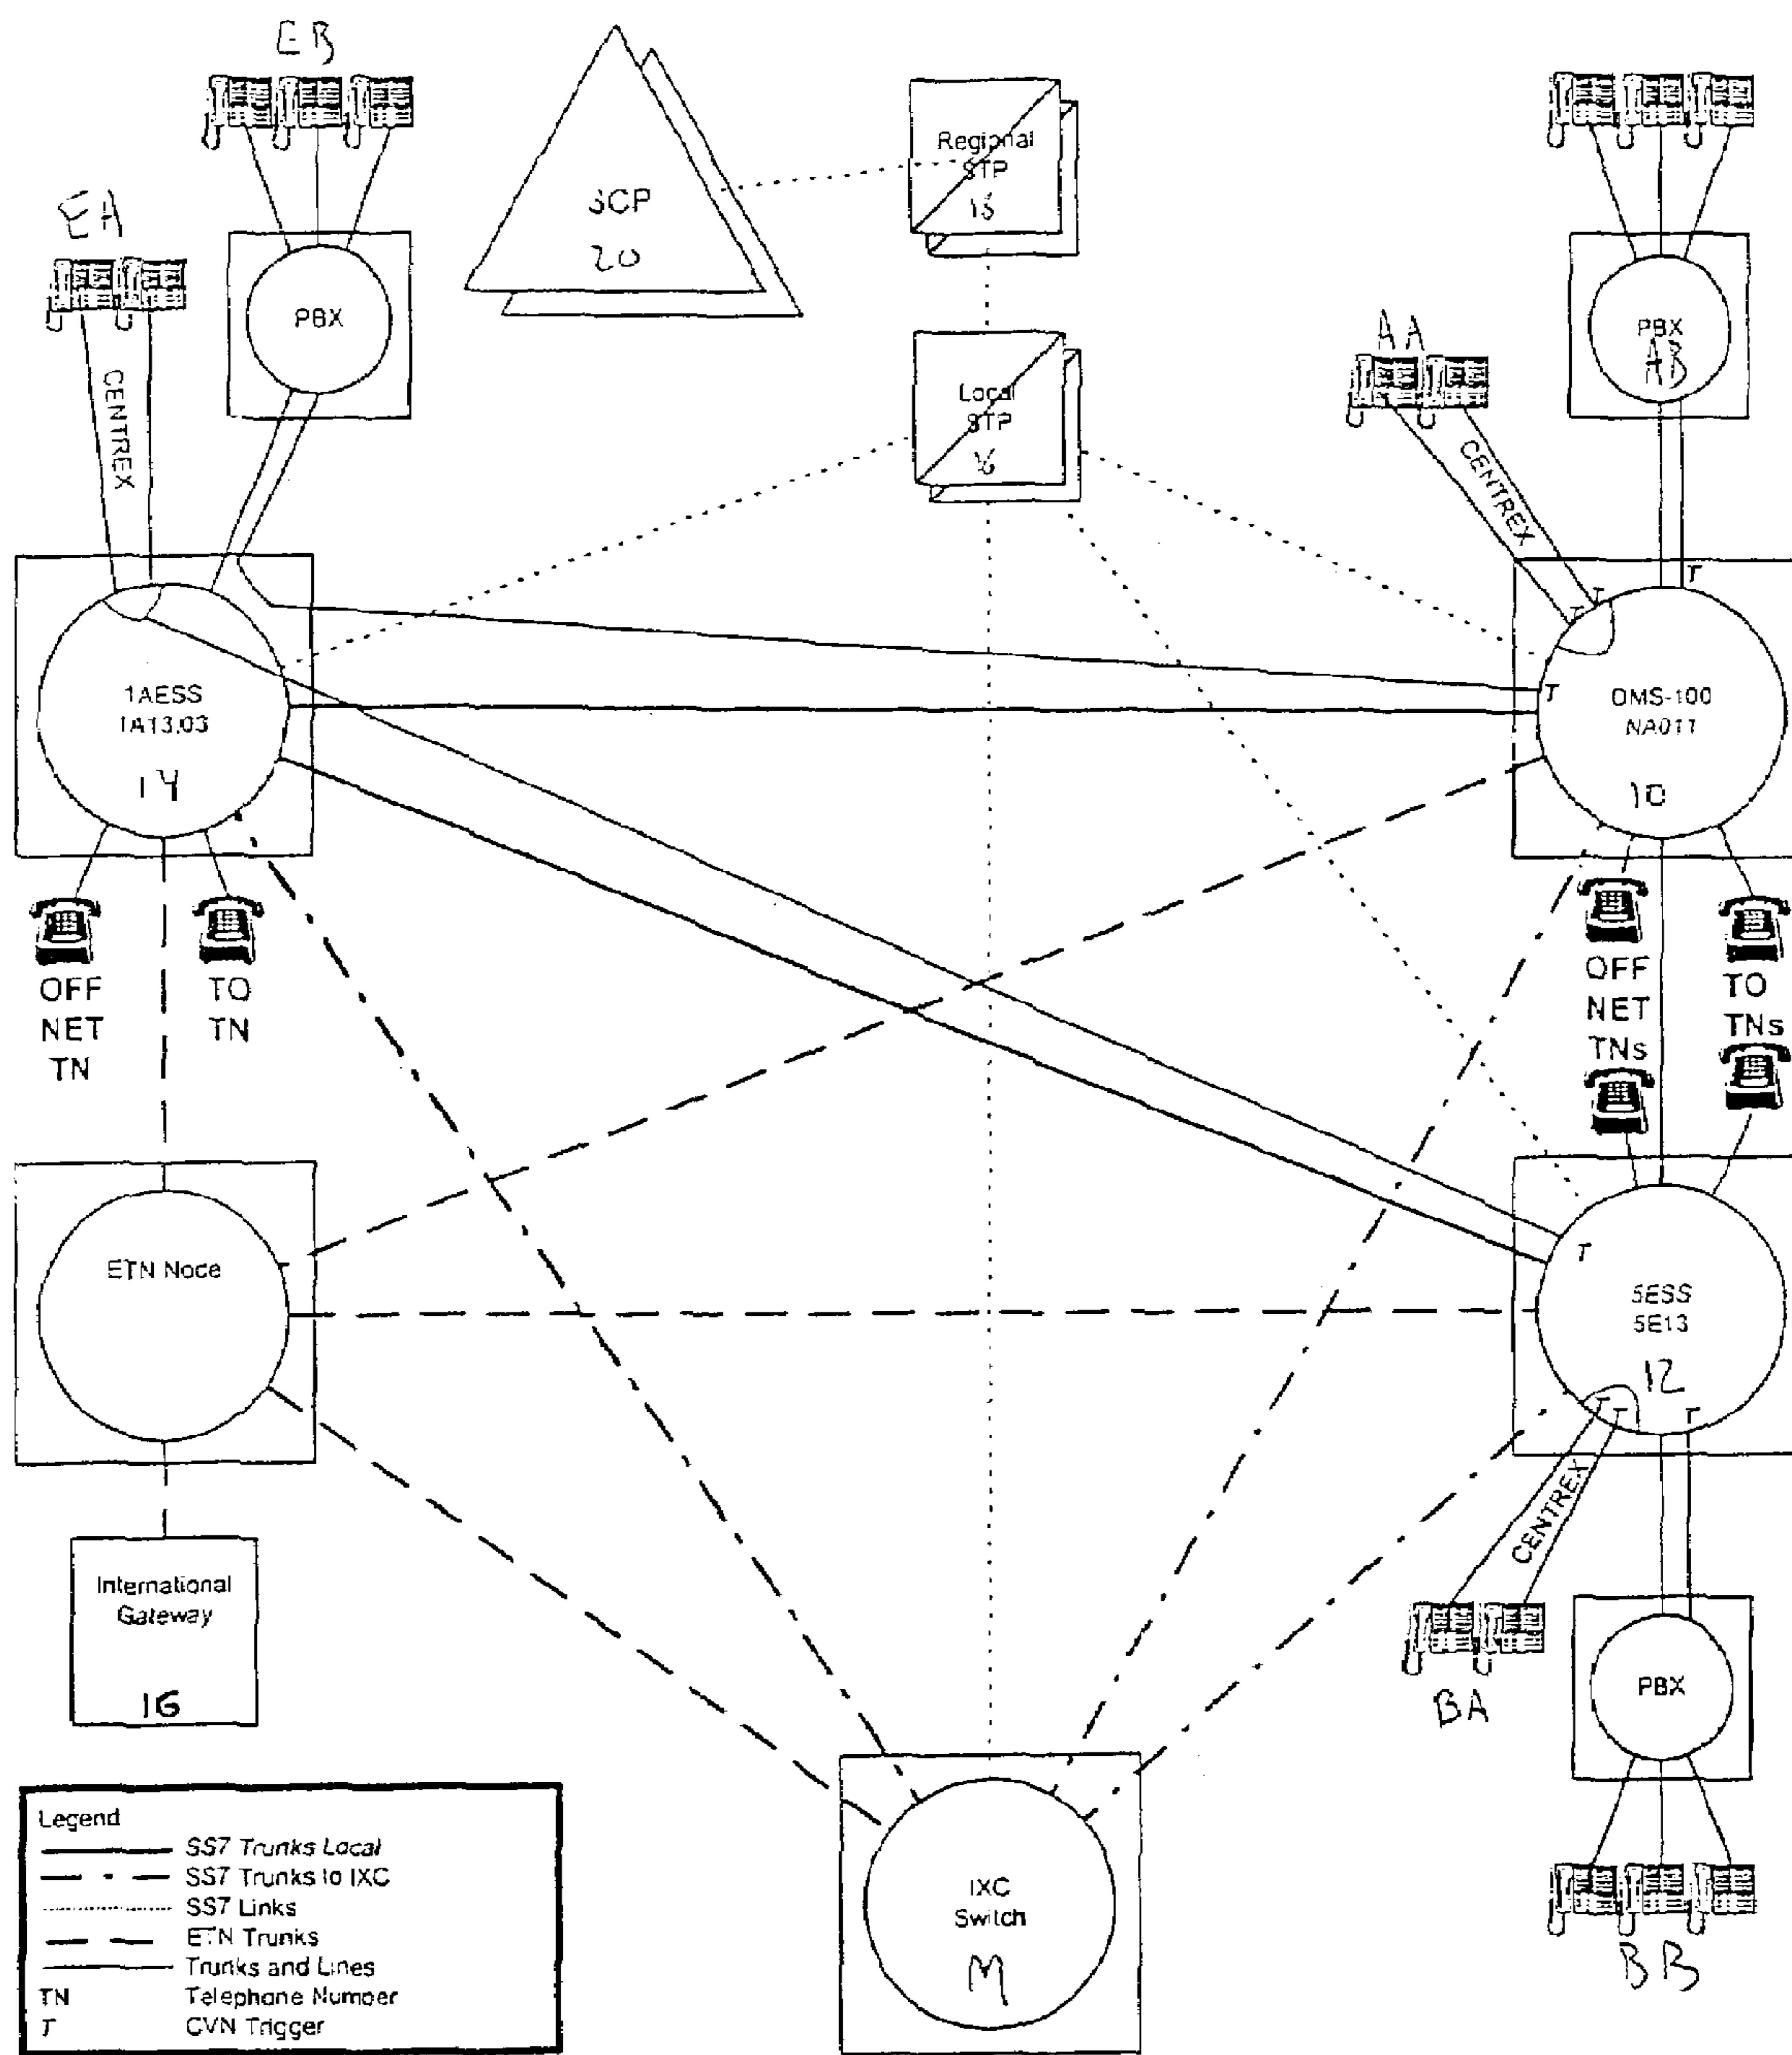 EB
EA
CENTREX
PBX
SCP
20
Regional
STP
18
Local
STP
16
AA
CENTREX
PBX
AB
T
T
T
T
1AESS
1A13.03
14
DMS-100
NA011
10
OFF
NET
TN
TO
TN
OFF
NET
TNs
TO
TNs
ETN Node
T
5ESS
5E13
12
T
T
T
CENTREX
BA
PBX
BB
International
Gateway
16
IXC
Switch
M
Legend
SS7 Trunks Local
SS7 Trunks to IXC
SS7 Links
ETN Trunks
Trunks and Lines
TN Telephone Number
T CVN Trigger